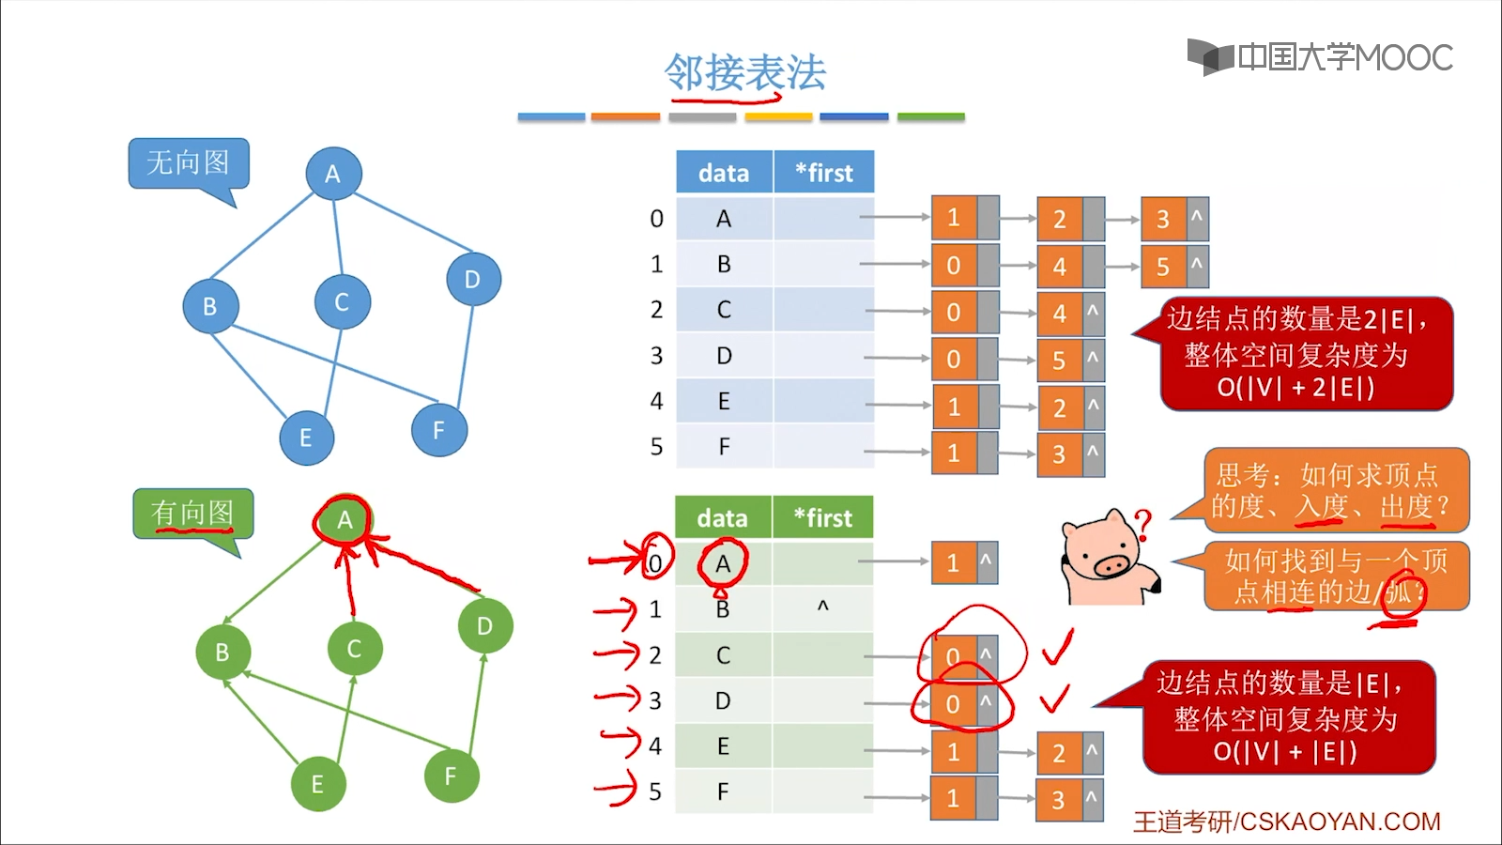 中国大学MOOC
邻接表法
无向图
A
B
C
D
E
F
data *first
0 A 1 2 3 ^
1 B 0 4 5 ^
2 C 0 4 ^
3 D 0 5 ^
4 E 1 2 ^
5 F 1 3 ^
边结点的数量是2|E|，
整体空间复杂度为
O(|V| + 2|E|)
有向图
A
B
C
D
E
F
data *first
0 A 1 ^
1 B ^
2 C 0 ^
3 D 0 ^
4 E 1 2 ^
5 F 1 3 ^
?
思考：如何求顶点
的度、入度、出度？
如何找到与一个顶
点相连的边/弧？
边结点的数量是|E|，
整体空间复杂度为
O(|V| + |E|)
王道考研/CSKAOYAN.COM